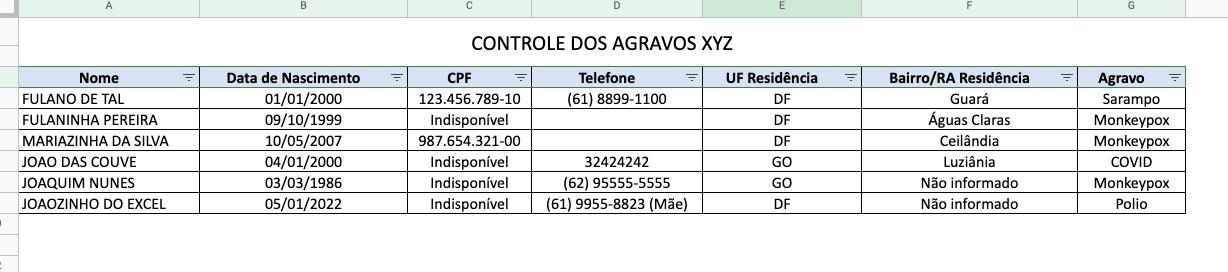 A B C D E F G
CONTROLE DOS AGRAVOS XYZ
Nome Data de Nascimento CPF Telefone UF Residência Bairro/RA Residência Agravo
FULANO DE TAL 01/01/2000 123.456.789-10 (61) 8899-1100 DF Guará Sarampo
FULANINHA PEREIRA 09/10/1999 Indisponível DF Águas Claras Monkeypox
MARIAZINHA DA SILVA 10/05/2007 987.654.321-00 DF Ceilândia Monkeypox
JOAO DAS COUVE 04/01/2000 Indisponível 32424242 GO Luziânia COVID
JOAQUIM NUNES 03/03/1986 Indisponível (62) 95555-5555 GO Não informado Monkeypox
JOAOZINHO DO EXCEL 05/01/2022 Indisponível (61) 9955-8823 (Mãe) DF Não informado Polio